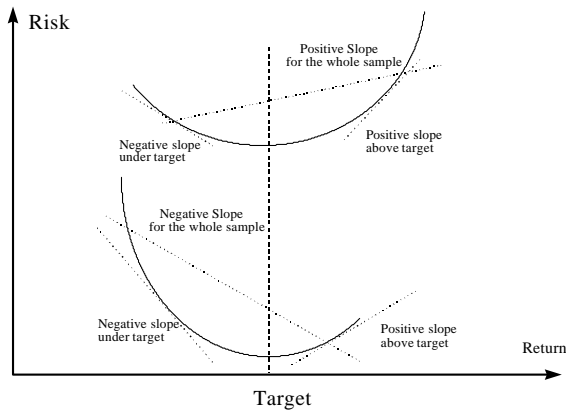 Risk
Positive Slope
for the whole sample
Negative slope
under target
Positive slope
above target
Negative Slope
for the whole sample
Negative slope
under target
Positive slope
above target
Return
Target